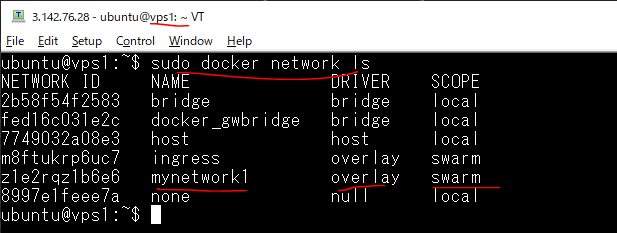 3.142.76.28 - ubuntu@vps1: ~ VT
File Edit Setup Control Window Help
ubuntu@vps1:~$ sudo docker network ls
NETWORK ID NAME DRIVER SCOPE
2b58f54f2583 bridge bridge local
fed16c031e2c docker_gwbridge bridge local
7749032a08e3 host host local
m8ftukrp6uc7 ingress overlay swarm
z1e2rqz1b6e6 mynetwork1 overlay swarm
8997e1feee7a none null local
ubuntu@vps1:~$